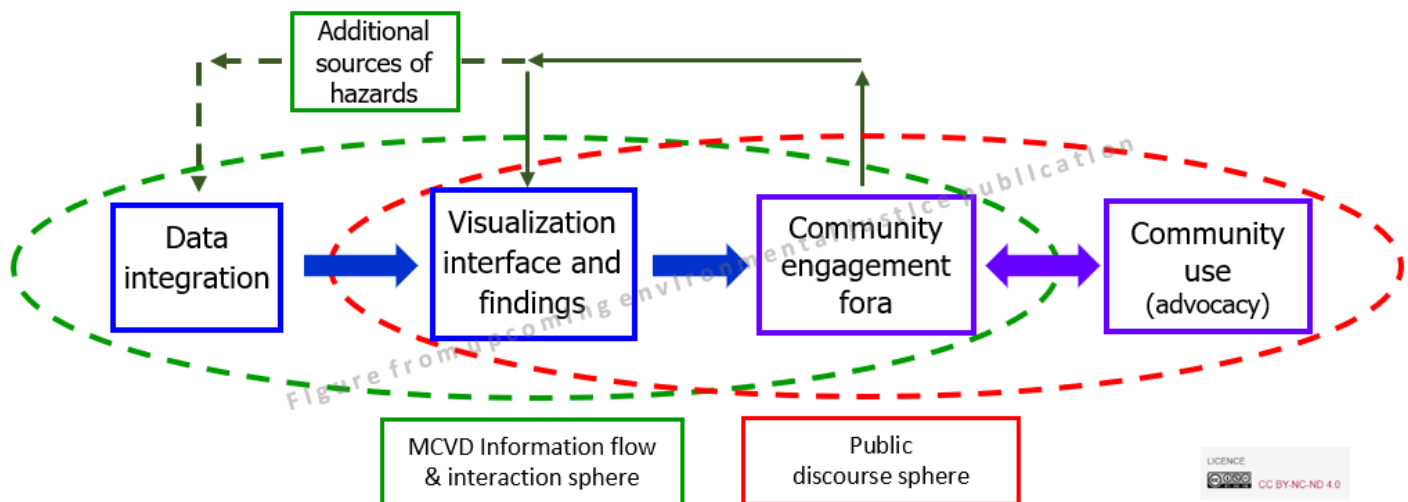 Additional
sources of
hazards
Data
integration
Visualization
interface and
findings
Community
engagement
fora
Community
use
(advocacy)
Figure from upcoming environmental justice publication
MCVD Information flow
& interaction sphere
Public
discourse sphere
LICENCE
CC BY-NC-ND 4.0